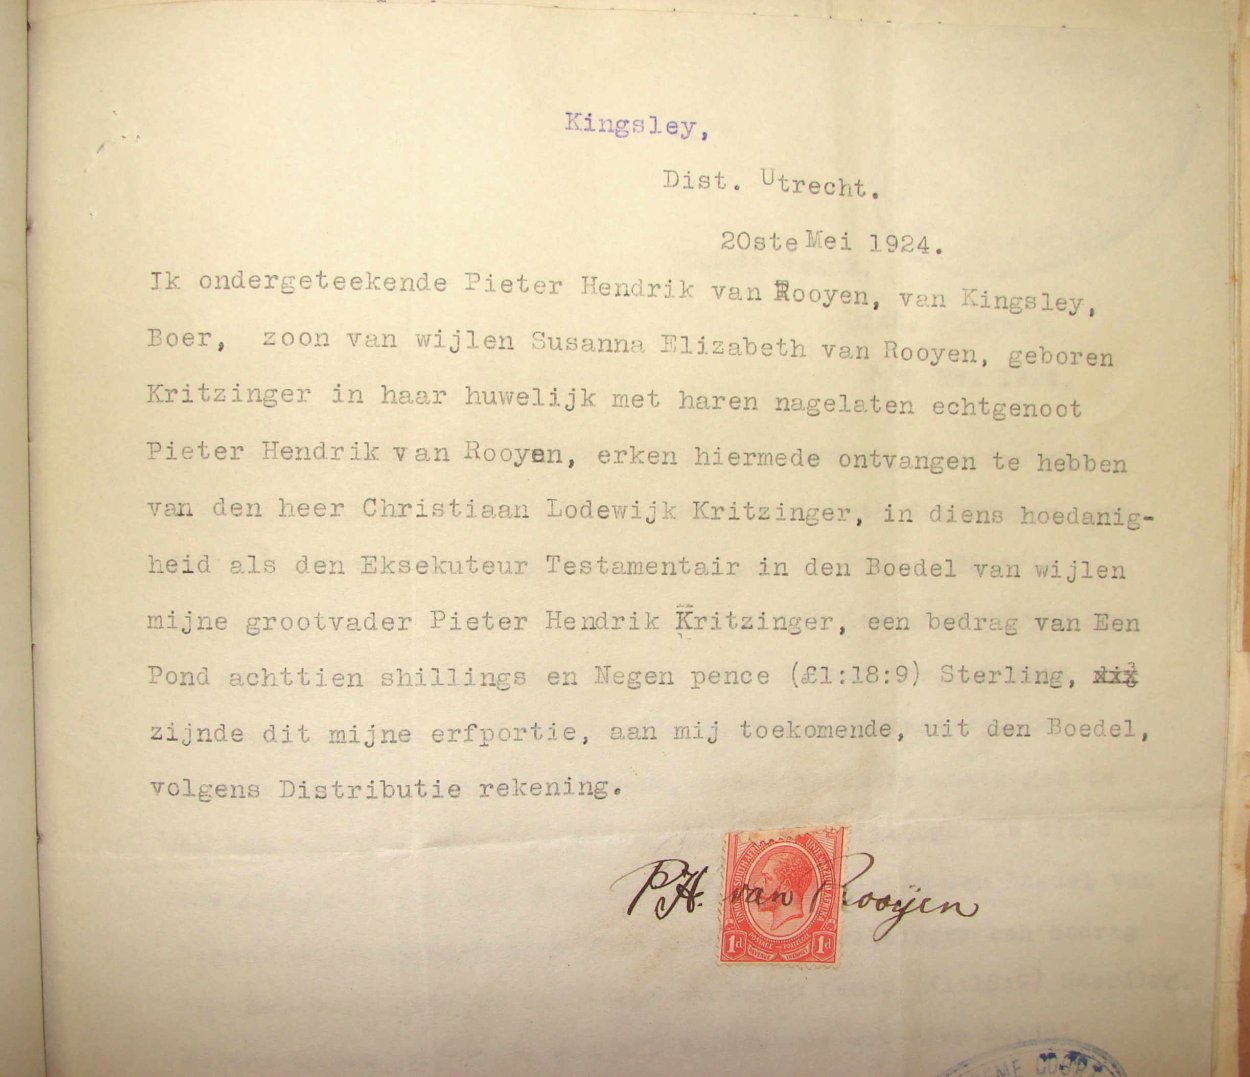 Kingsley,
Dist. Utrecht.
20ste Mei 1924.
Ik ondergeteekende Pieter Hendrik van Rooyen, van Kingsley,
Boer, zoon van wijlen Susanna Elizabeth van Rooyen, geboren
Kritzinger in haar huwelijk met haren nagelaten echtgenoot
Pieter Hendrik van Rooyen, erken hiermede ontvangen te hebben
van den heer Christiaan Lodewijk Kritzinger, in diens hoedanig-
heid als den Eksekuteur Testamentair in den Boedel van wijlen
mijne grootvader Pieter Hendrik Kritzinger, een bedrag van Een
Pond achttien shillings en Negen pence (£1:18:9) Sterling,
zijnde dit mijne erfportie, aan mij toekomende, uit den Boedel,
volgens Distributie rekening.
P.H. van Rooijen
1d 1d